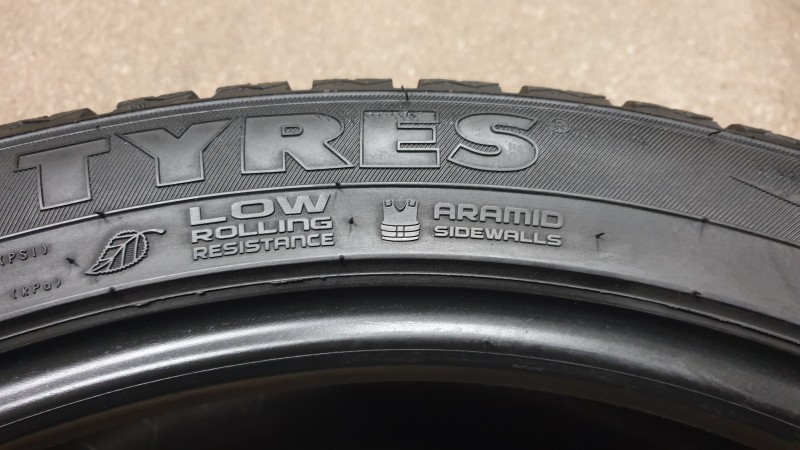 TYRES®
LOW
ROLLING
RESISTANCE
ARAMID
SIDEWALLS
(PSI)
(kPa)